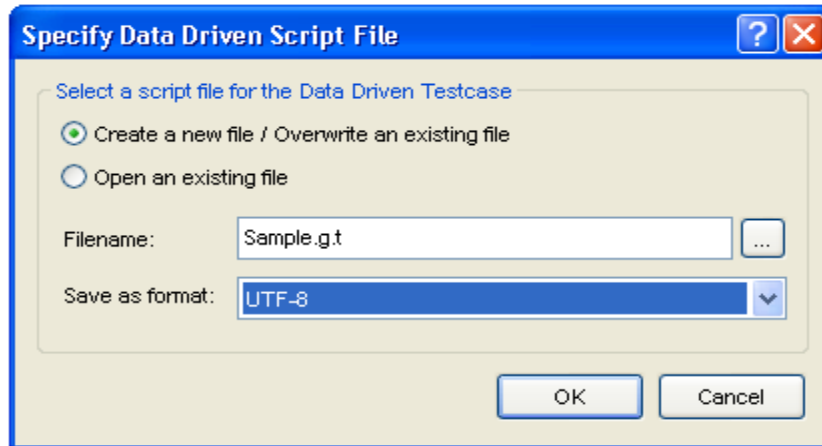 Specify Data Driven Script File
Select a script file for the Data Driven Testcase
Create a new file / Overwrite an existing file
Open an existing file
Filename: Sample.g.t ...
Save as format: UTF-8
OK Cancel